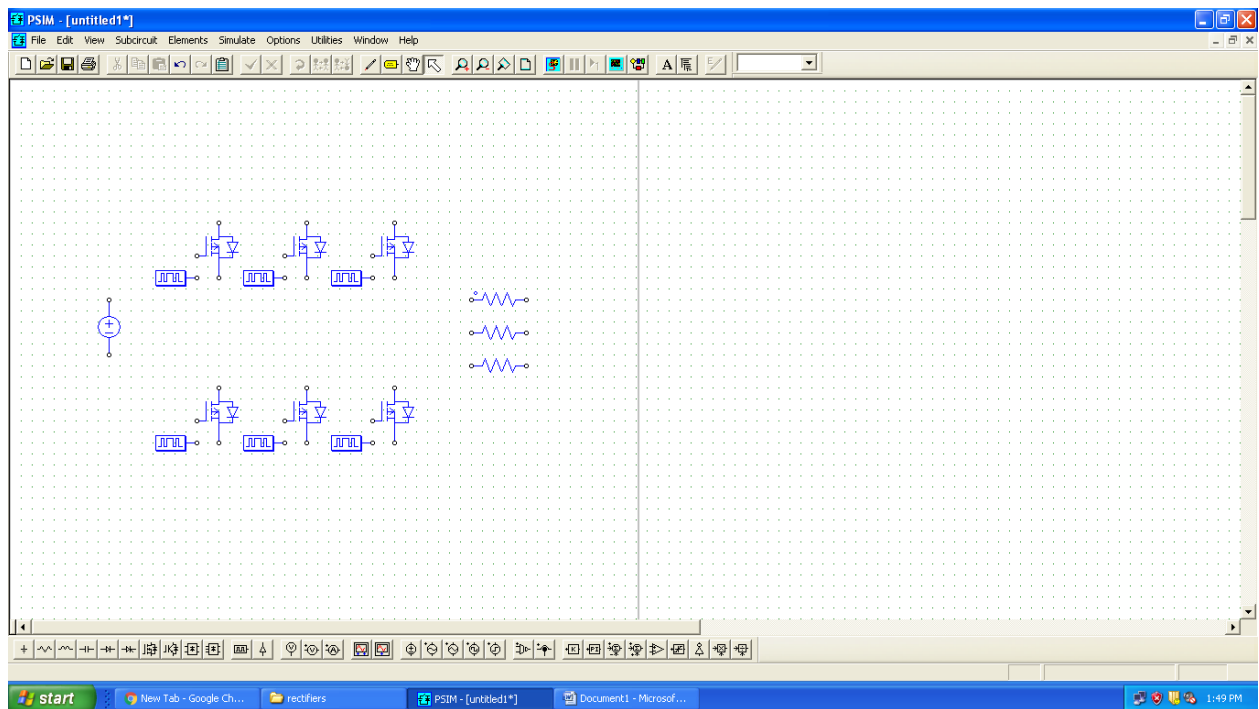 PSIM - [untitled1*]
File Edit View Subcircuit Elements Simulate Options Utilities Window Help
start New Tab - Google Ch... rectifiers PSIM - [untitled1*] Document1 - Microsof... 1:49 PM